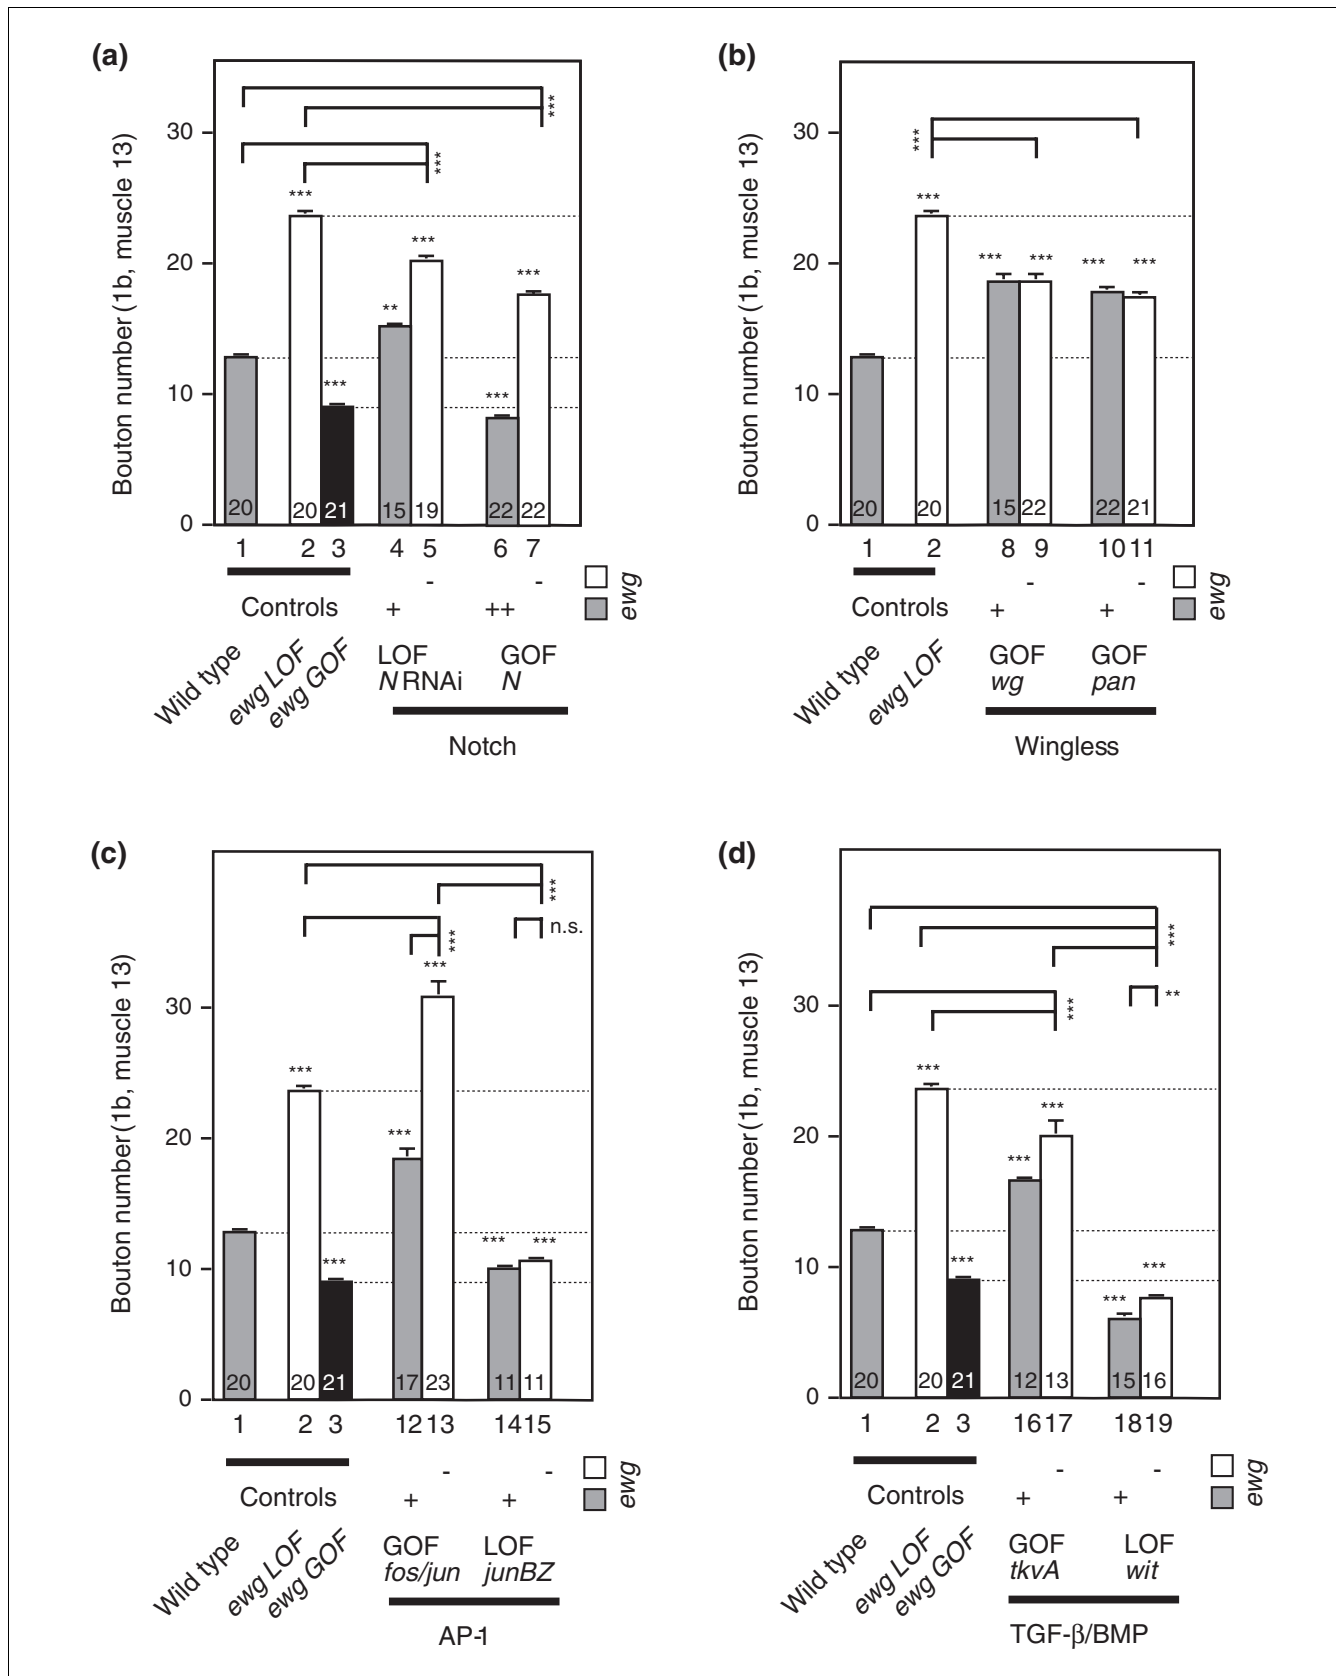 (a)
Bouton number (1b, muscle 13)
30
20
10
0
***
***
***
***
**
***
***
***
20 20 21 15 19 22 22
1 2 3 4 5 6 7
- -
Controls + ++
ewg
Wild type
ewg LOF
ewg GOF
LOF
N RNAi
GOF
N
Notch
(b)
Bouton number (1b, muscle 13)
30
20
10
0
***
***
*** *** *** ***
20 20 15 22 22 21
1 2 8 9 10 11
- -
Controls + +
ewg
Wild type
ewg LOF
GOF
wg
GOF
pan
Wingless
(c)
Bouton number (1b, muscle 13)
30
20
10
0
***
n.s.
***
***
***
***
***
*** ***
20 20 21 17 23 11 11
1 2 3 12 13 14 15
- -
Controls + +
ewg
Wild type
ewg LOF
ewg GOF
GOF
fos/jun
LOF
junBZ
AP-1
(d)
Bouton number (1b, muscle 13)
30
20
10
0
***
**
***
***
***
***
***
***
***
20 20 21 12 13 15 16
1 2 3 16 17 18 19
- -
Controls + +
ewg
Wild type
ewg LOF
ewg GOF
GOF
tkvA
LOF
wit
TGF-β/BMP